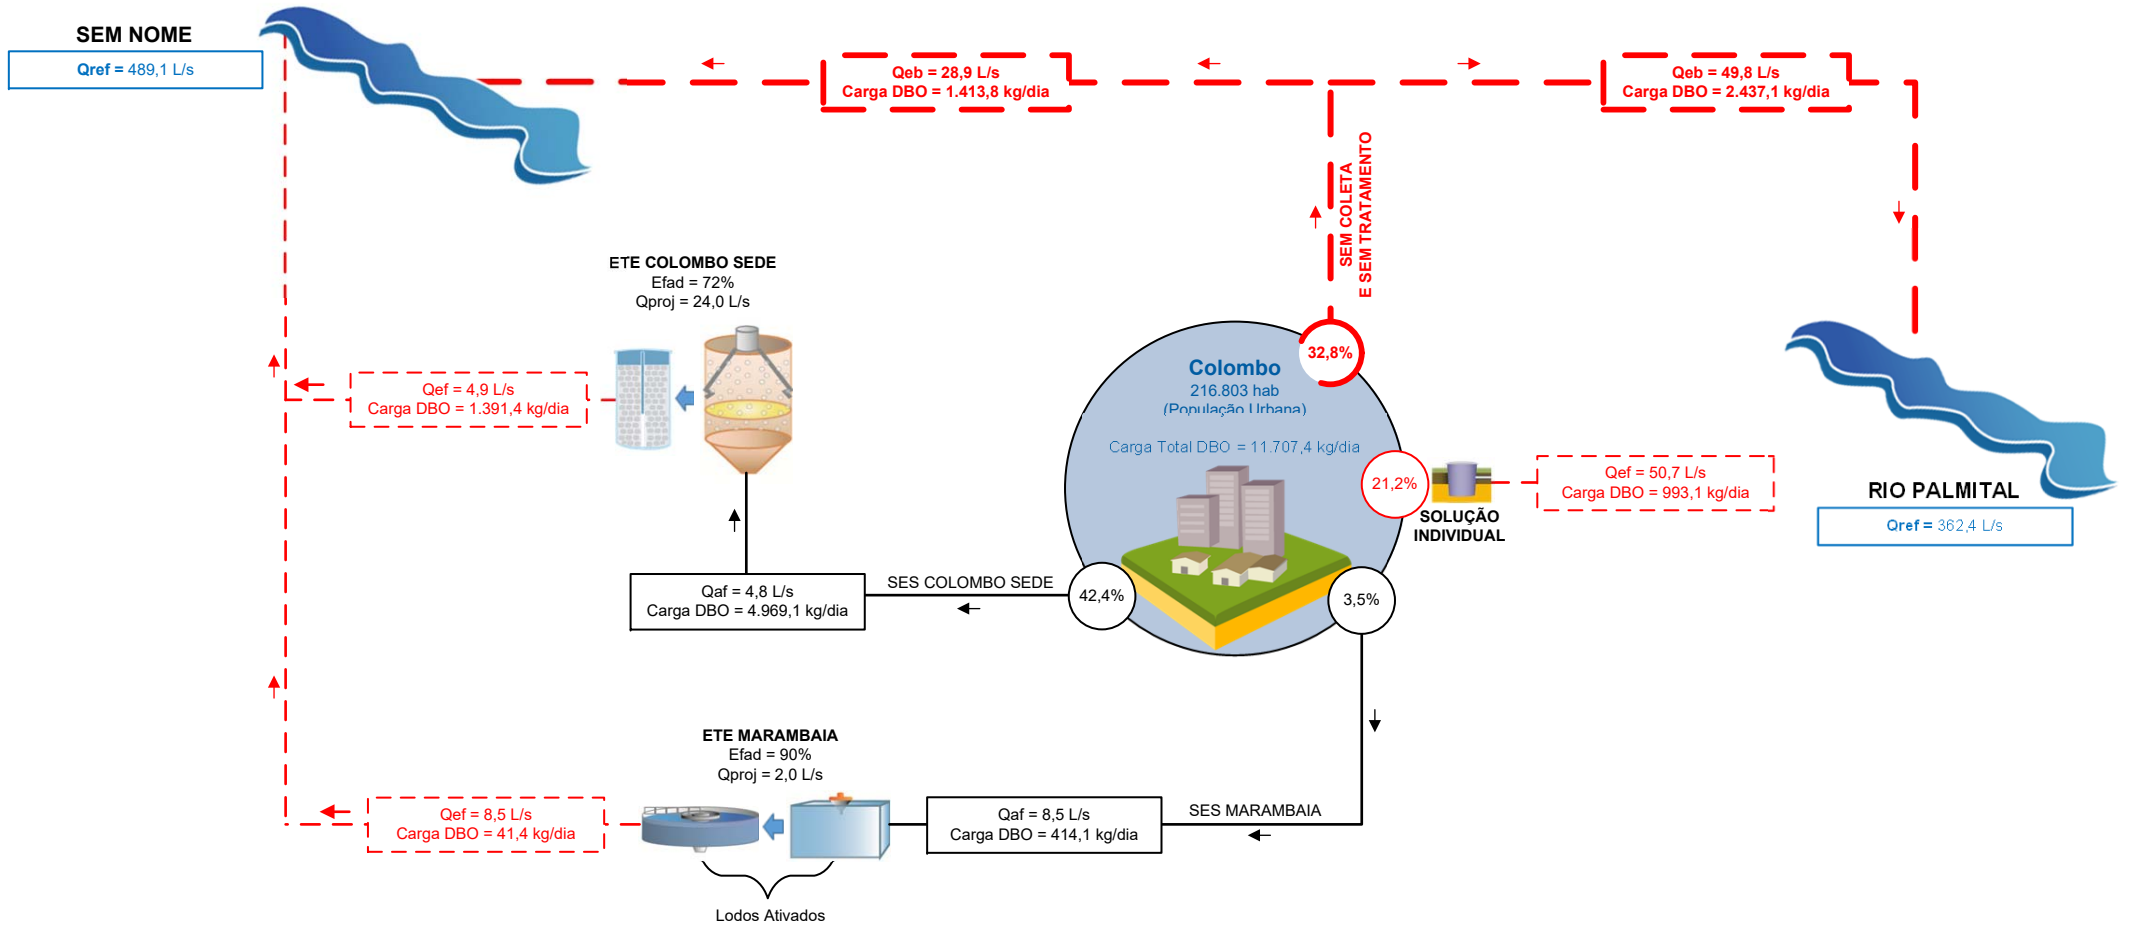 SEM NOME
Qref = 489,1 L/s
Qeb = 28,9 L/s
Carga DBO = 1.413,8 kg/dia
Qeb = 49,8 L/s
Carga DBO = 2.437,1 kg/dia
SEM COLETA
E SEM TRATAMENTO
ETE COLOMBO SEDE
Efad = 72%
Qproj = 24,0 L/s
32,8%
Colombo
216.803 hab
(População Urbana)
Carga Total DBO = 11.707,4 kg/dia
Qef = 4,9 L/s
Carga DBO = 1.391,4 kg/dia
21,2%
SOLUÇÃO
INDIVIDUAL
Qef = 50,7 L/s
Carga DBO = 993,1 kg/dia
RIO PALMITAL
Qref = 362,4 L/s
Qaf = 4,8 L/s
Carga DBO = 4.969,1 kg/dia
SES COLOMBO SEDE
42,4%
3,5%
ETE MARAMBAIA
Efad = 90%
Qproj = 2,0 L/s
Qef = 8,5 L/s
Carga DBO = 41,4 kg/dia
Qaf = 8,5 L/s
Carga DBO = 414,1 kg/dia
SES MARAMBAIA
Lodos Ativados